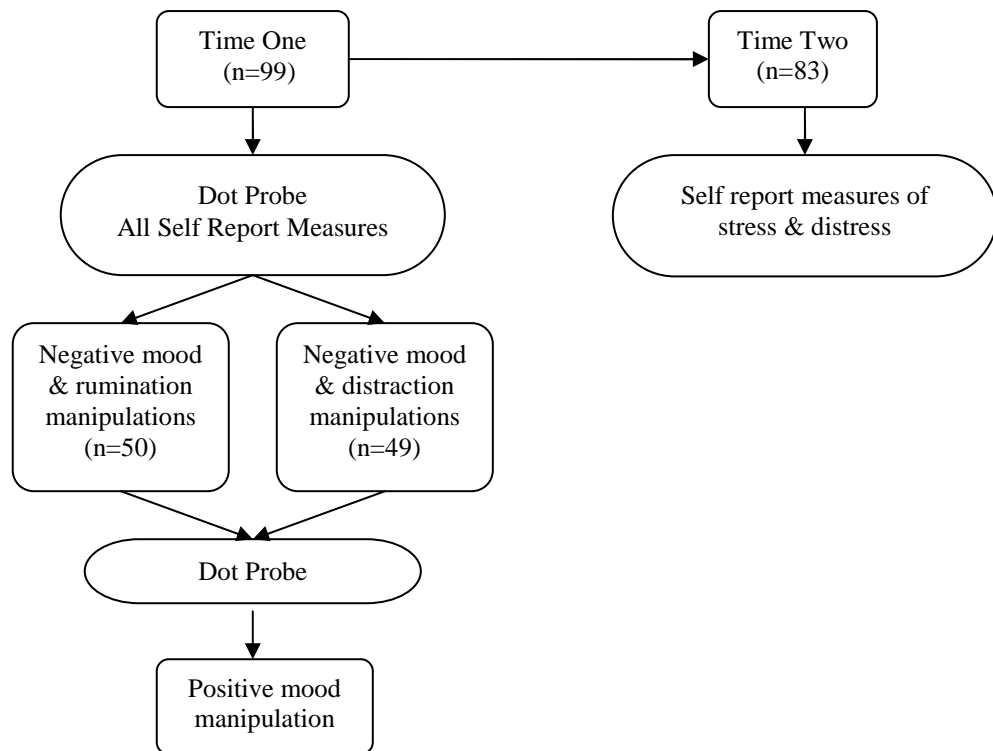 Time One
(n=99)
Time Two
(n=83)
Dot Probe
All Self Report Measures
Self report measures of
stress & distress
Negative mood
& rumination
manipulations
(n=50)
Negative mood
& distraction
manipulations
(n=49)
Dot Probe
Positive mood
manipulation